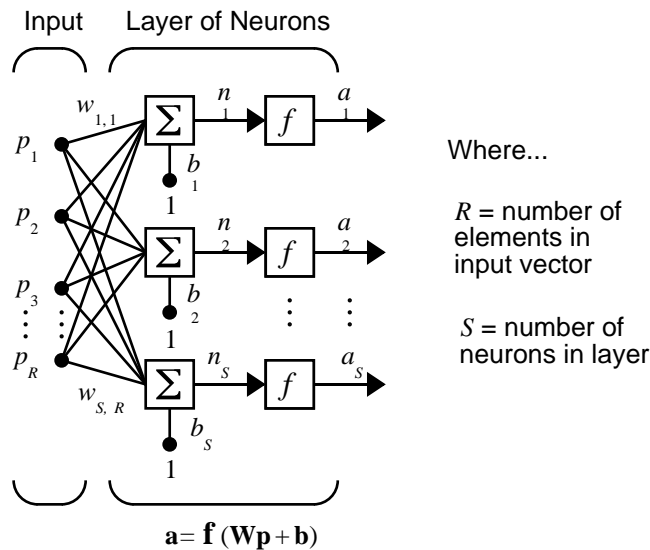 Input Layer of Neurons
w1,1 Σ n1 f a1
p1 b1
1
p2 Σ n2 f a2
b2
p3 1
pR Σ nS f aS
wS, R bS
1
a= f (Wp+b)
Where...
R = number of
elements in
input vector
S = number of
neurons in layer